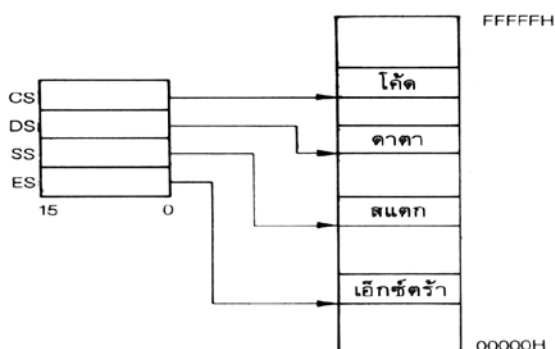 FFFFFH
โค้ด
CS
DS
ดาตา
SS
ES
15 0
สแตก
เอ็กซ์ตร้า
00000H